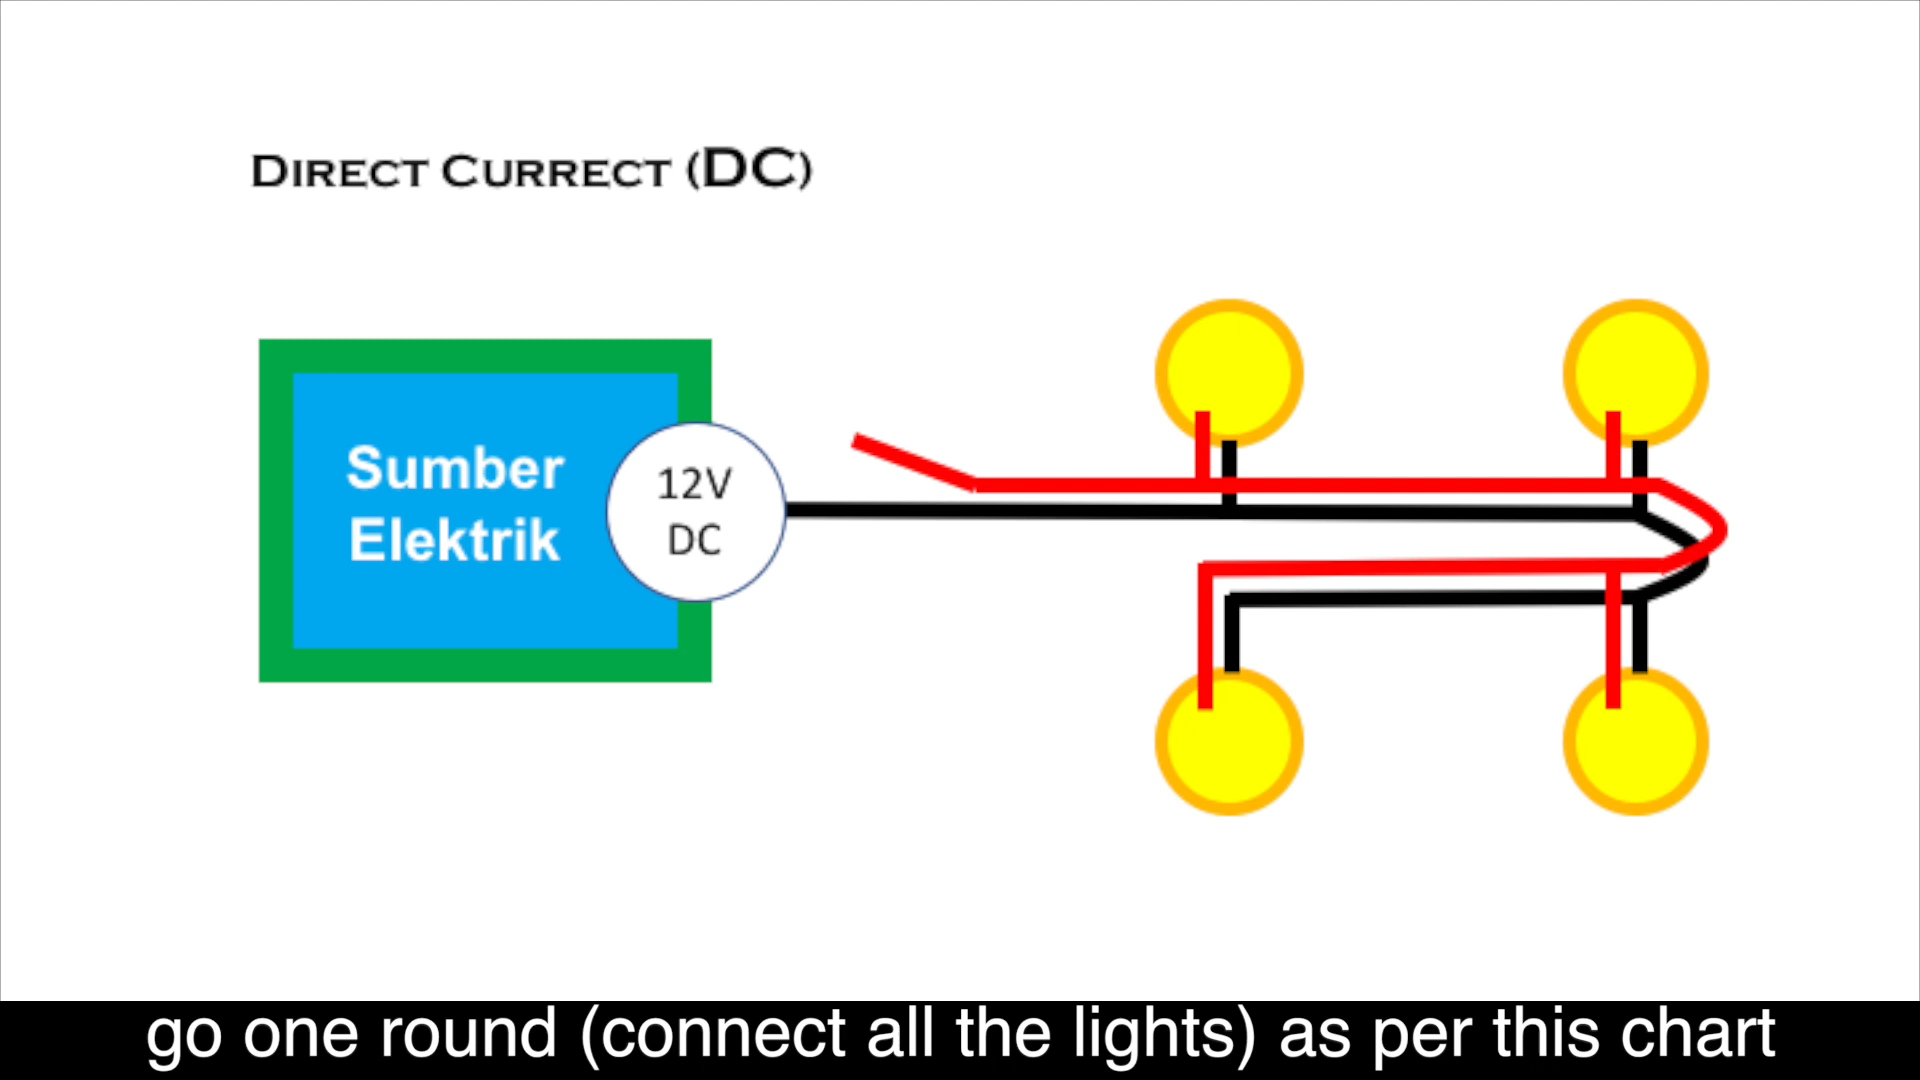 Direct Currect (DC)
Sumber
Elektrik
12V
DC
go one round (connect all the lights) as per this chart